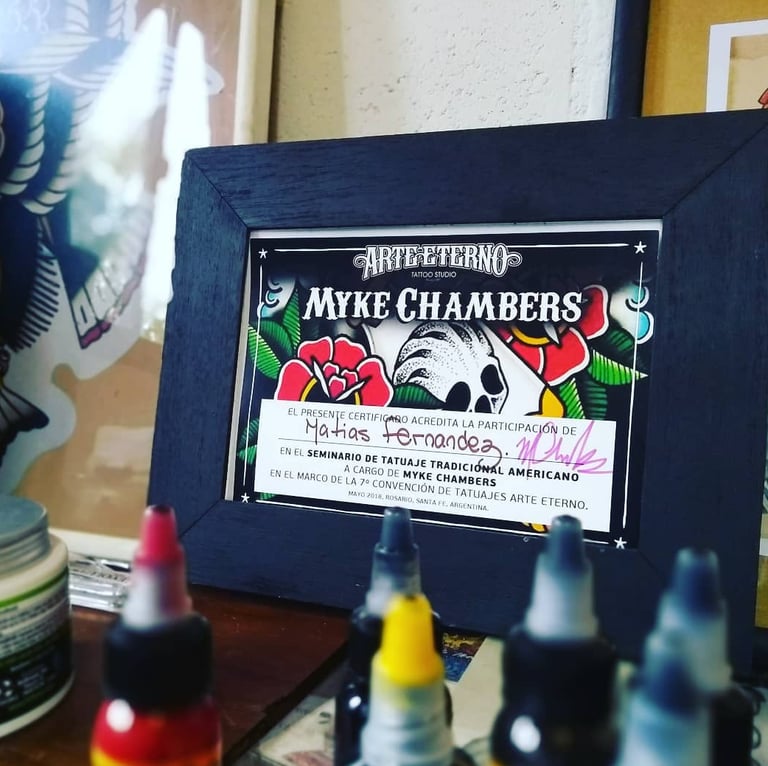 ARTE ETERNO
TATTOO STUDIO
MYKE CHAMBERS
EL PRESENTE CERTIFICADO ACREDITA LA PARTICIPACIÓN DE
Matias Fernandez.
EN EL SEMINARIO DE TATUAJE TRADICIONAL AMERICANO
A CARGO DE MYKE CHAMBERS
EN EL MARCO DE LA 7º CONVENCIÓN DE TATUAJES ARTE ETERNO.
MAYO 2018, ROSARIO, SANTA FE, ARGENTINA.